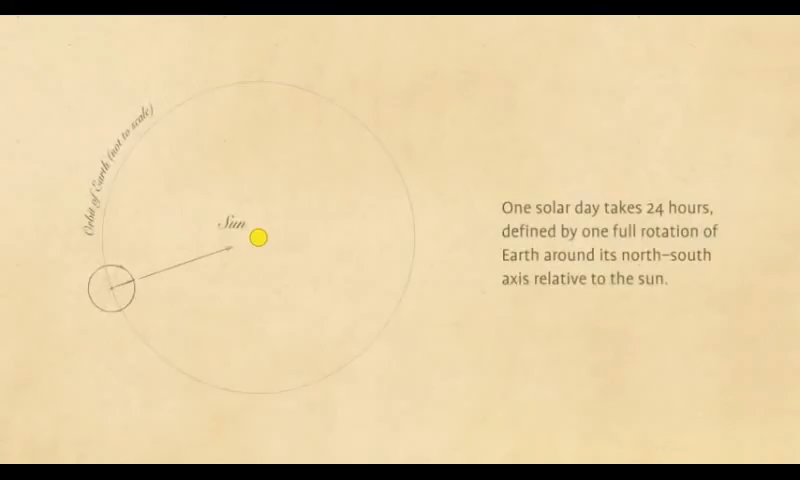 Orbit of Earth (not to scale)
Sun
One solar day takes 24 hours,
defined by one full rotation of
Earth around its north–south
axis relative to the sun.